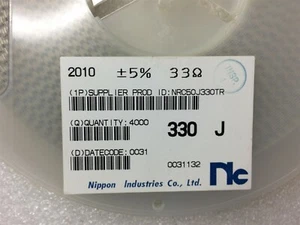 2010 ±5% 33Ω
(1P)SUPPLIER PROD ID:NRC50J330TR
(Q)QUANTITY:4000
330 J
(D)DATECODE:0031
0031132
Nippon Industries Co., Ltd.
Nic